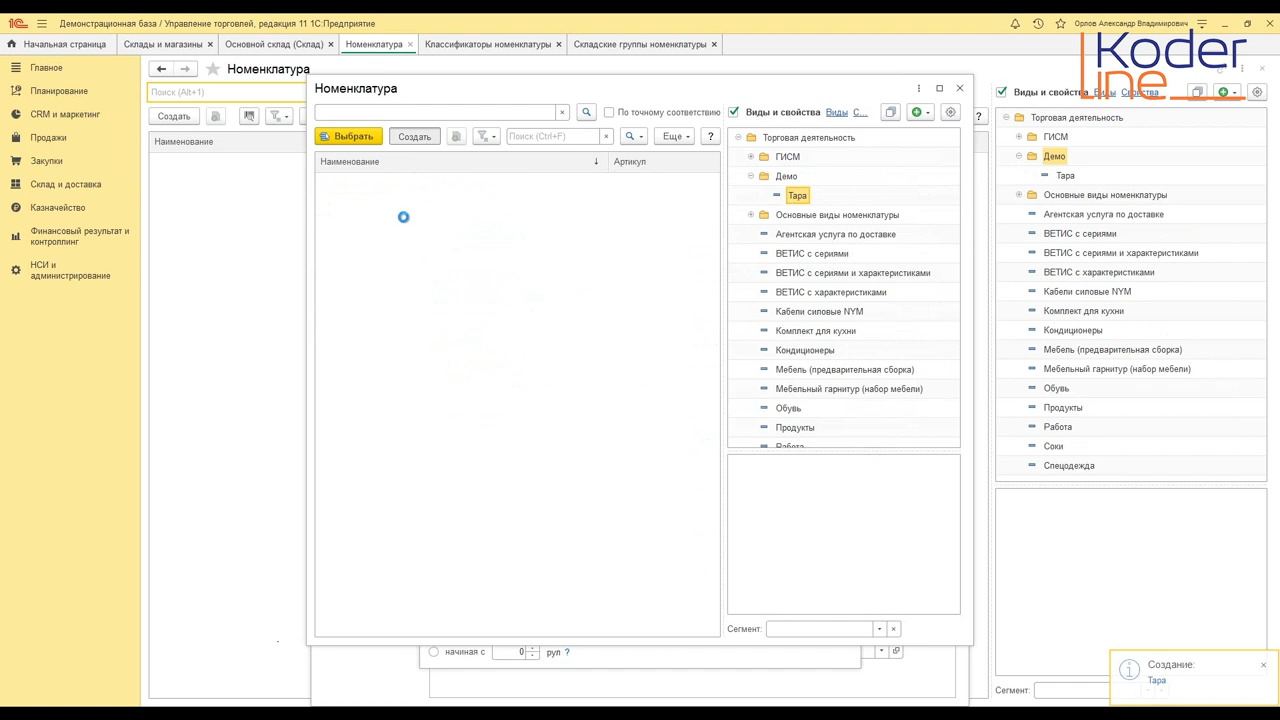 Демонстрационная база / Управление торговлей, редакция 11 1С:Предприятие
Орлов Александр Владимирович
Начальная страница
Склады и магазины ×
Основной склад (Склад) ×
Номенклатура ×
Классификаторы номенклатуры ×
Складские группы номенклатуры ×
Koder
line
Главное
Планирование
CRM и маркетинг
Продажи
Закупки
Склад и доставка
Казначейство
Финансовый результат и
контроллинг
НСИ и
администрирование
Номенклатура
Поиск (Alt+1)
Создать
Наименование
Номенклатура
По точному соответствию
Выбрать
Создать
Поиск (Ctrl+F)
Еще
?
Наименование
Артикул
Виды и свойства Виды С...
Торговая деятельность
ГИСМ
Демо
Тара
Основные виды номенклатуры
Агентская услуга по доставке
ВЕТИС с сериями
ВЕТИС с сериями и характеристиками
ВЕТИС с характеристиками
Кабели силовые NYM
Комплект для кухни
Кондиционеры
Мебель (предварительная сборка)
Мебельный гарнитур (набор мебели)
Обувь
Продукты
Работа
Сегмент:
начиная с 0 рул ?
?
Виды и свойства Виды Свойства
Торговая деятельность
ГИСМ
Демо
Тара
Основные виды номенклатуры
Агентская услуга по доставке
ВЕТИС с сериями
ВЕТИС с сериями и характеристиками
ВЕТИС с характеристиками
Кабели силовые NYM
Комплект для кухни
Кондиционеры
Мебель (предварительная сборка)
Мебельный гарнитур (набор мебели)
Обувь
Продукты
Работа
Соки
Спецодежда
Сегмент:
Создание:
Тара